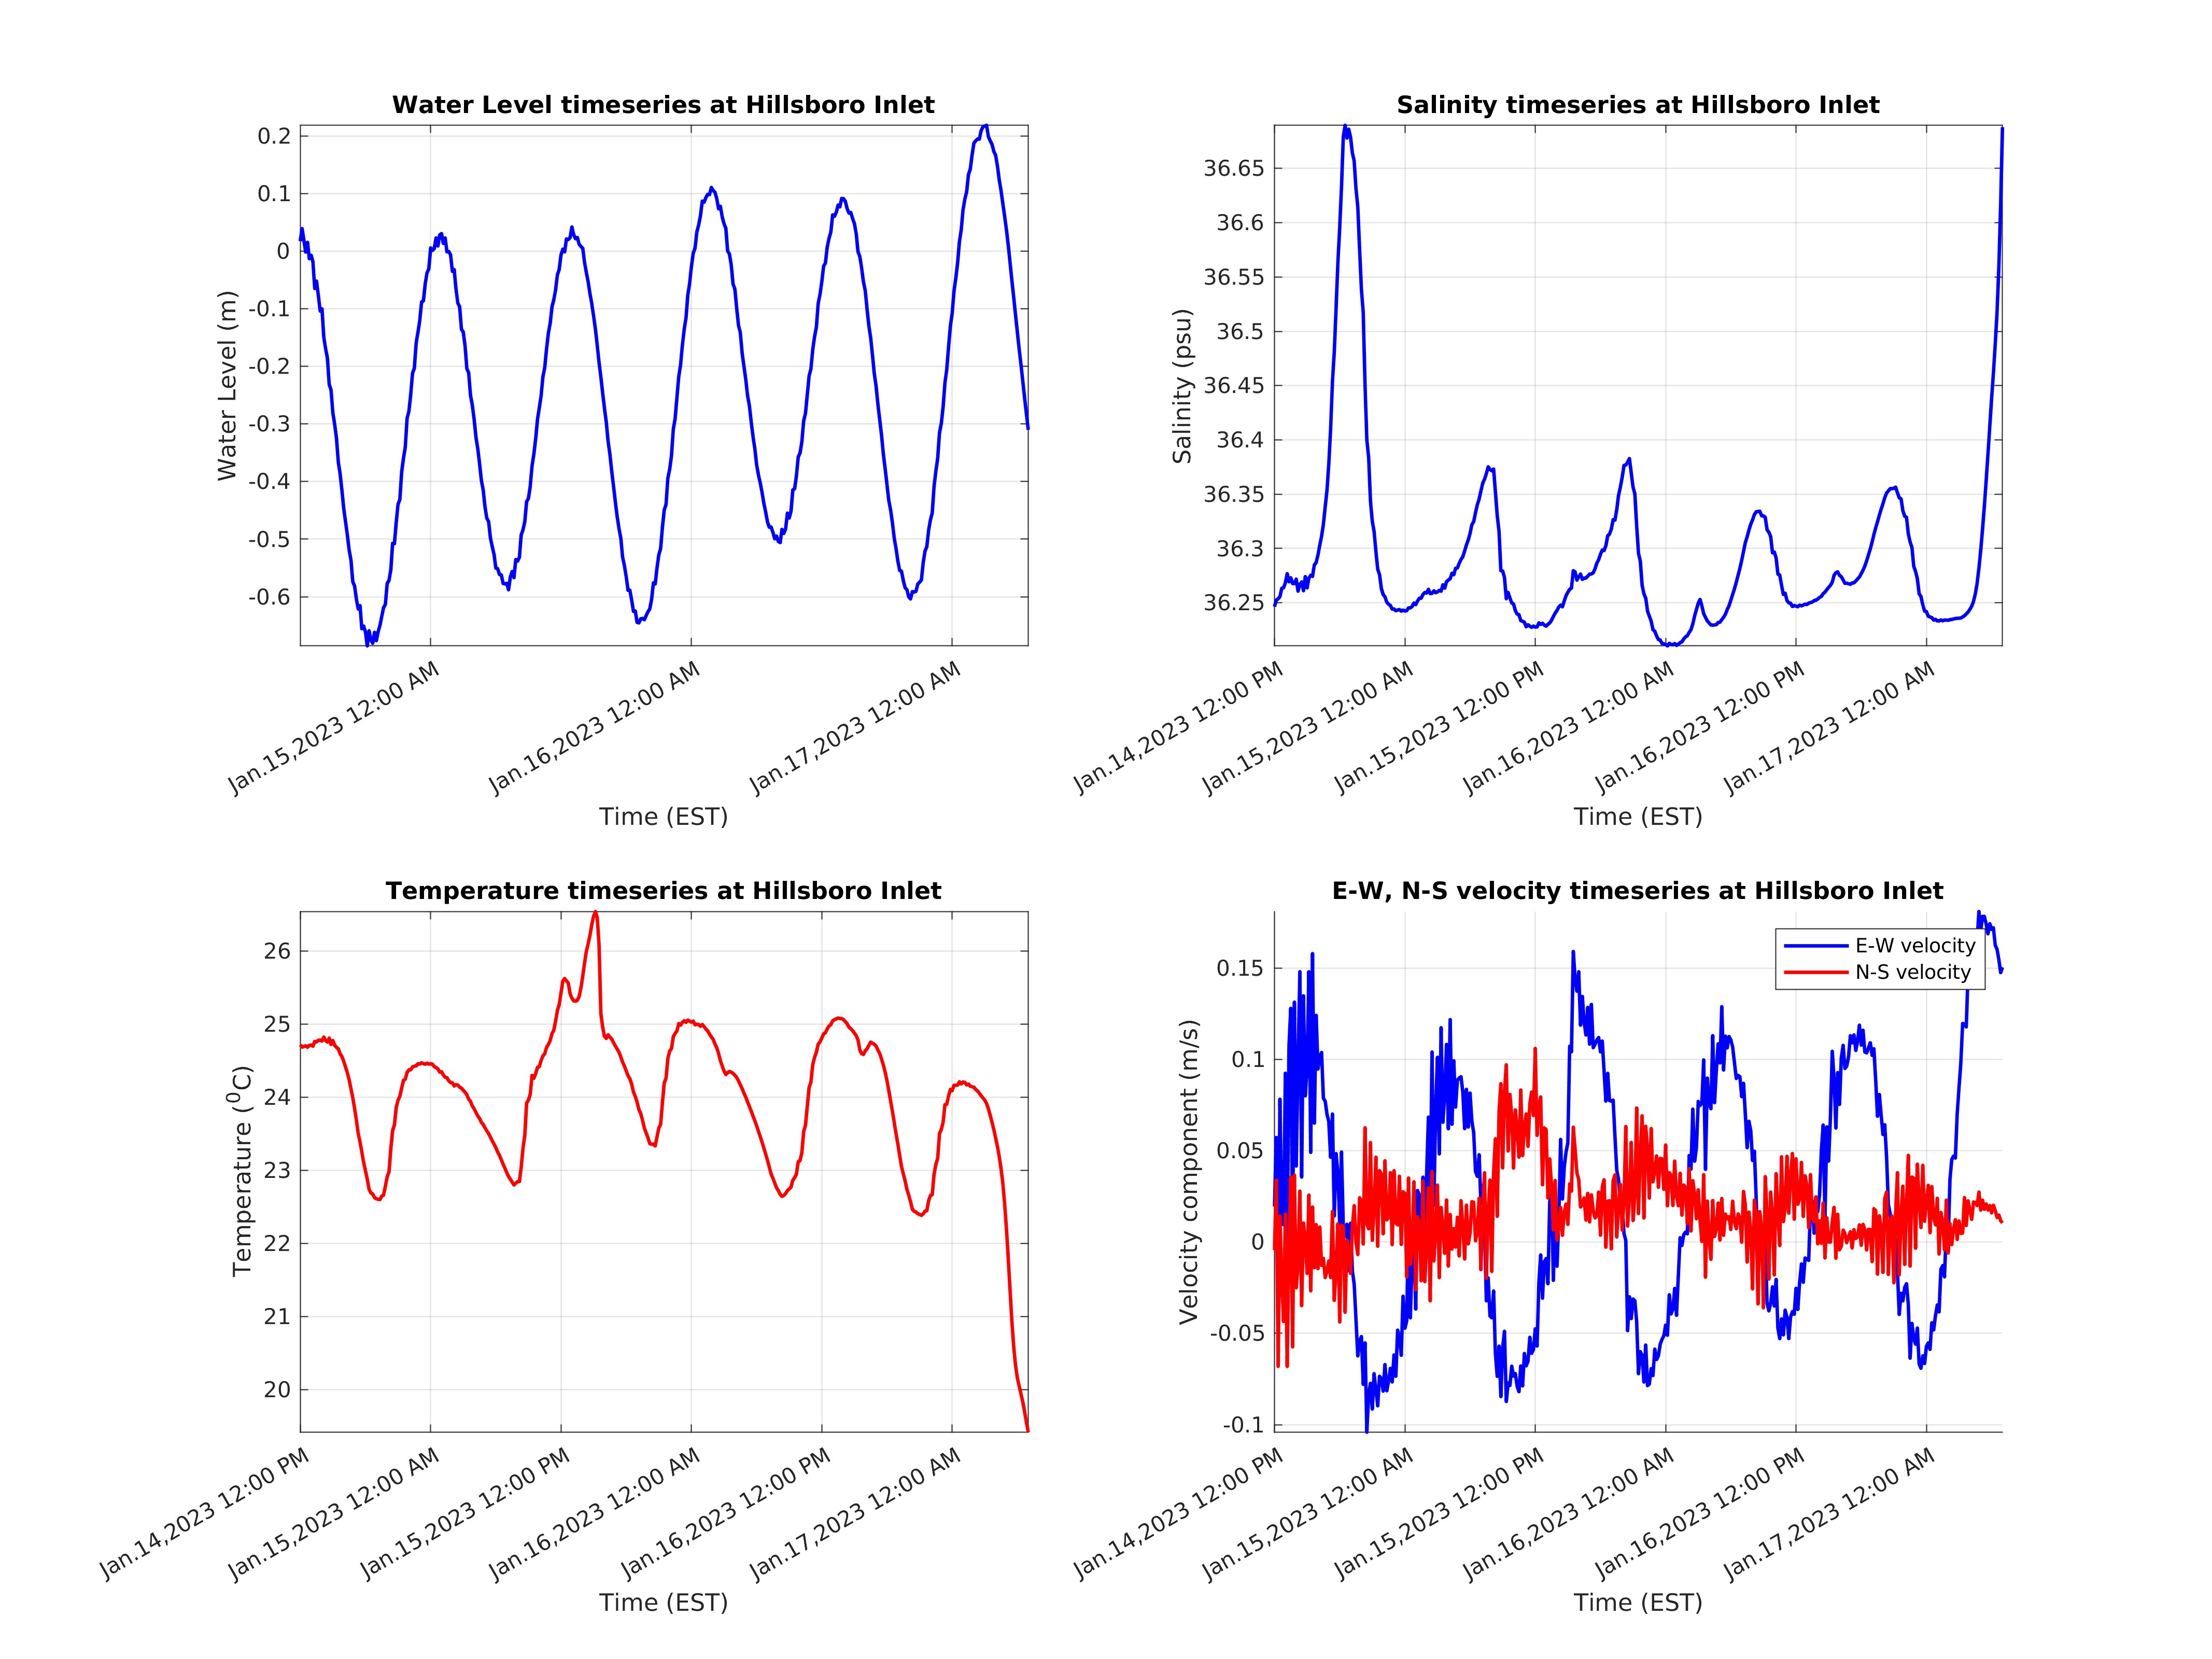 Water Level timeseries at Hillsboro Inlet
Water Level (m)
0.2
0.1
0
-0.1
-0.2
-0.3
-0.4
-0.5
-0.6
Jan.15,2023 12:00 AM
Jan.16,2023 12:00 AM
Jan.17,2023 12:00 AM
Time (EST)
Salinity timeseries at Hillsboro Inlet
Salinity (psu)
36.65
36.6
36.55
36.5
36.45
36.4
36.35
36.3
36.25
Jan.14,2023 12:00 PM
Jan.15,2023 12:00 AM
Jan.15,2023 12:00 PM
Jan.16,2023 12:00 AM
Jan.16,2023 12:00 PM
Jan.17,2023 12:00 AM
Time (EST)
Temperature timeseries at Hillsboro Inlet
Temperature (⁰C)
26
25
24
23
22
21
20
Jan.14,2023 12:00 PM
Jan.15,2023 12:00 AM
Jan.15,2023 12:00 PM
Jan.16,2023 12:00 AM
Jan.16,2023 12:00 PM
Jan.17,2023 12:00 AM
Time (EST)
E-W, N-S velocity timeseries at Hillsboro Inlet
E-W velocity
N-S velocity
Velocity component (m/s)
0.15
0.1
0.05
0
-0.05
-0.1
Jan.14,2023 12:00 PM
Jan.15,2023 12:00 AM
Jan.15,2023 12:00 PM
Jan.16,2023 12:00 AM
Jan.16,2023 12:00 PM
Jan.17,2023 12:00 AM
Time (EST)